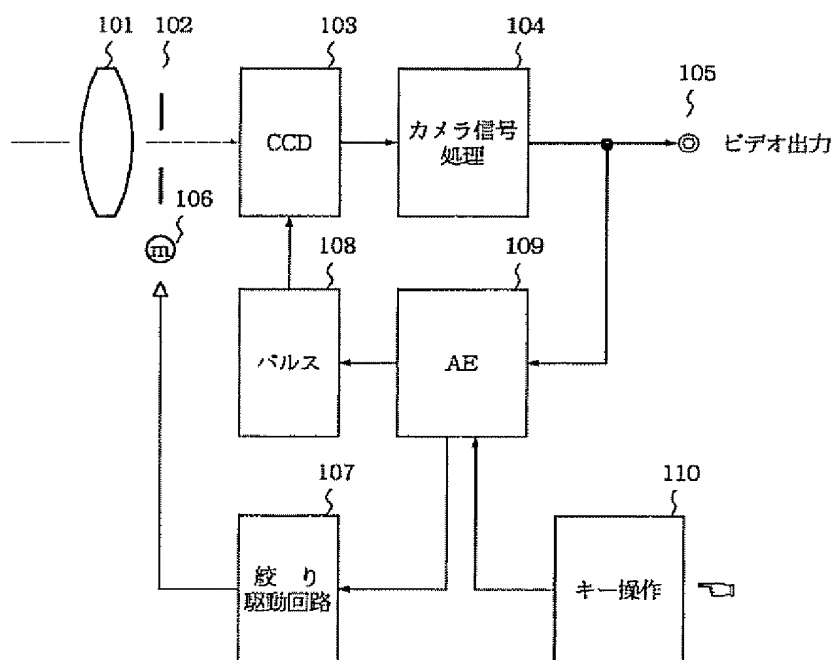 101
102
103
104
105
CCD
カメラ信号
処理
ビデオ出力
106
m
108
109
パルス
AE
107
110
絞り
駆動回路
キー操作